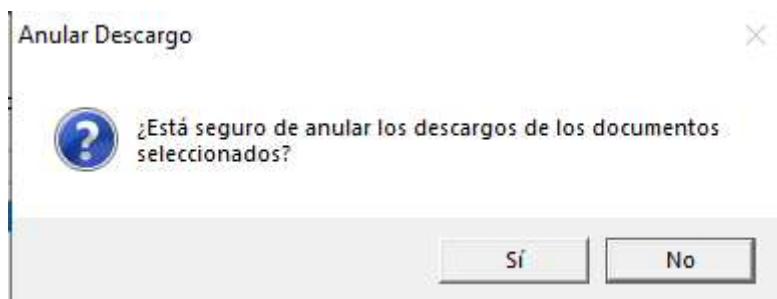 Anular Descargo
¿Está seguro de anular los descargos de los documentos
seleccionados?
Sí
No